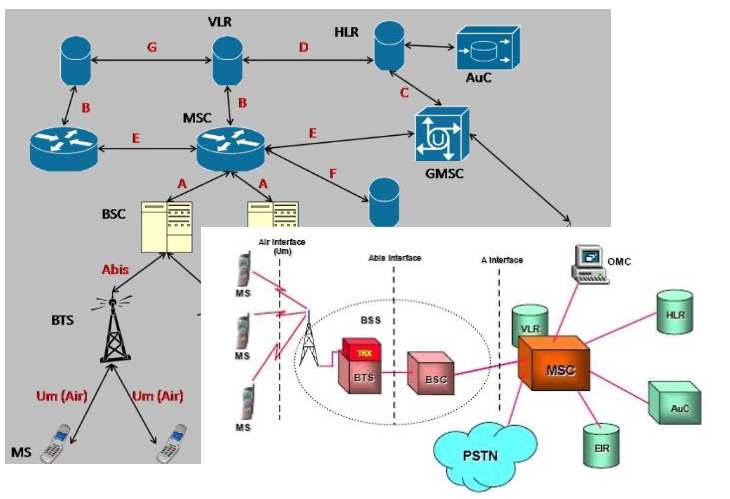 VLR
HLR
G
D
AuC
B
B
C
MSC
E
E
GMSC
A
A
F
BSC
Abis
BTS
Um (Air)
Um (Air)
MS
Air Interface
(Um)
Abis Interface
A Interface
OMC
MS
HLR
BSS
VLR
MS
TRX
BTS
BSC
MSC
AuC
MS
PSTN
EIR